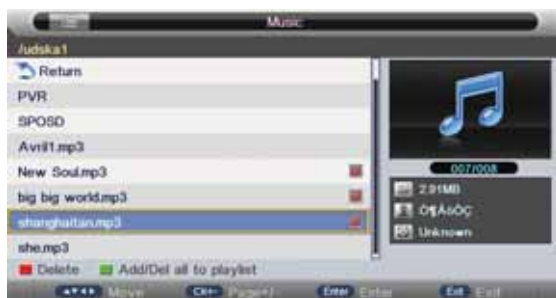 Music
/udska1
Return
PVR
SPOSD
Avril1.mp3
New Soul.mp3
big big world.mp3
shanghaitan.mp3
she.mp3
007/008
2.91MB
Unknown
Delete Add/Del all to playlist
Move Page+/- Enter Enter Exit Exit